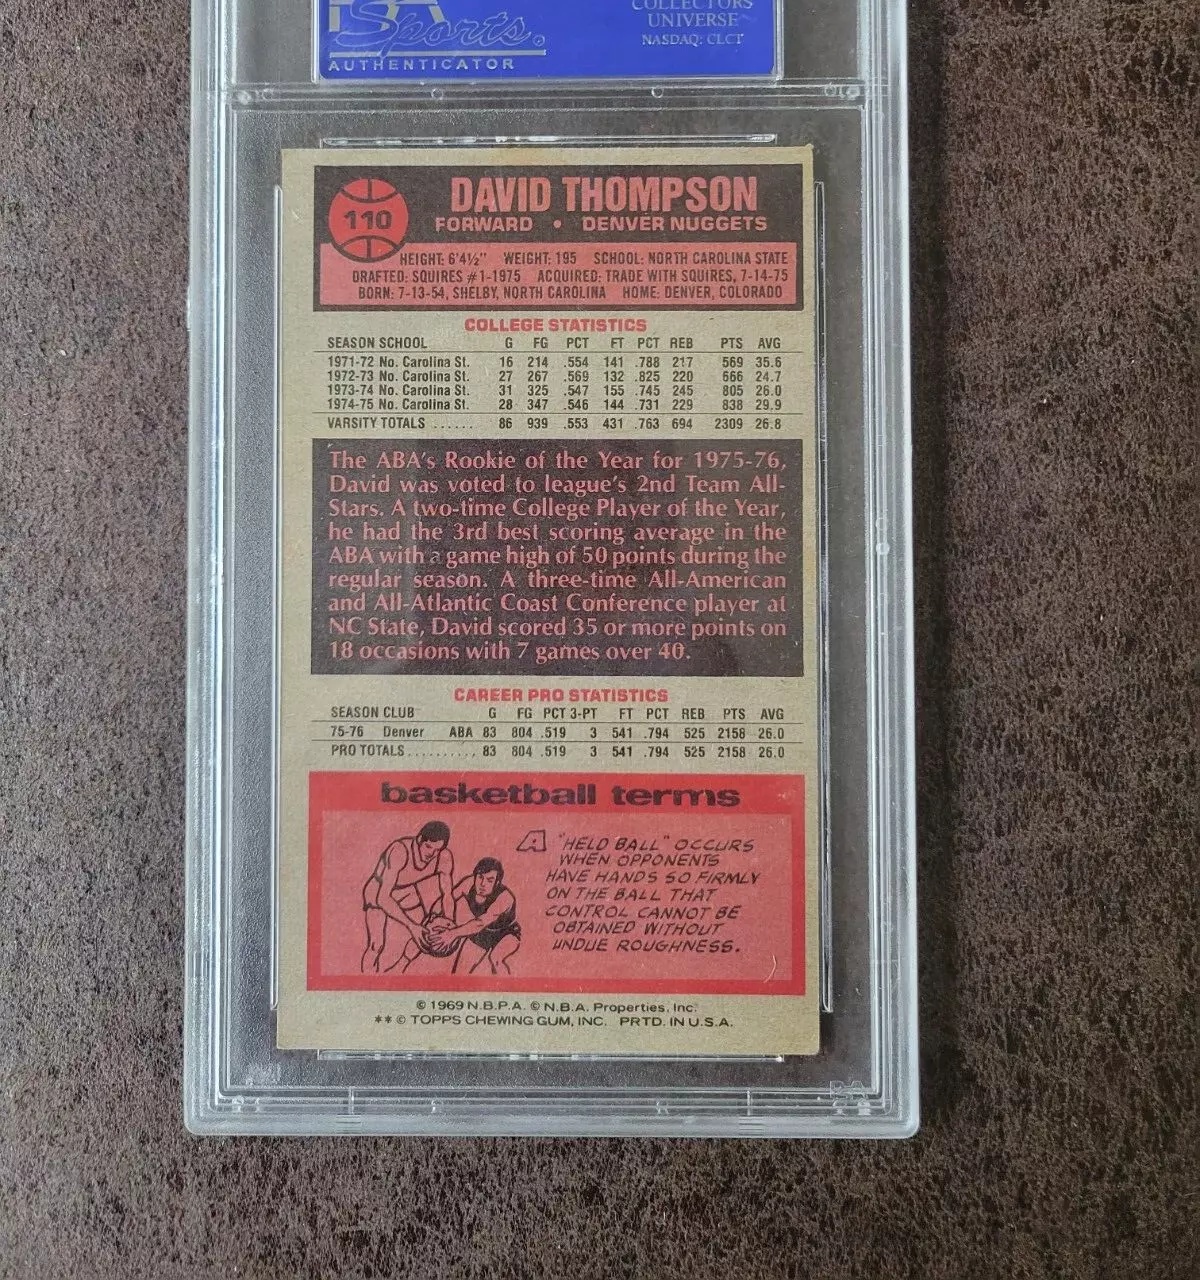 Sports.
AUTHENTICATOR
COLLECTORS
UNIVERSE
NASDAQ: CLCT
110
DAVID THOMPSON
FORWARD • DENVER NUGGETS
HEIGHT: 6'4½" WEIGHT: 195 SCHOOL: NORTH CAROLINA STATE
DRAFTED: SQUIRES #1-1975 ACQUIRED: TRADE WITH SQUIRES, 7-14-75
BORN: 7-13-54, SHELBY, NORTH CAROLINA HOME: DENVER, COLORADO
COLLEGE STATISTICS
SEASON SCHOOL G FG PCT FT PCT REB PTS AVG
1971-72 No. Carolina St. 16 214 .554 141 .788 217 569 35.6
1972-73 No. Carolina St. 27 267 .569 132 .825 220 666 24.7
1973-74 No. Carolina St. 31 325 .547 155 .745 245 805 26.0
1974-75 No. Carolina St. 28 347 .546 144 .731 229 838 29.9
VARSITY TOTALS ...... 86 939 .553 431 .763 694 2309 26.8
The ABA's Rookie of the Year for 1975-76,
David was voted to league's 2nd Team All-
Stars. A two-time College Player of the Year,
he had the 3rd best scoring average in the
ABA with a game high of 50 points during the
regular season. A three-time All-American
and All-Atlantic Coast Conference player at
NC State, David scored 35 or more points on
18 occasions with 7 games over 40.
CAREER PRO STATISTICS
SEASON CLUB G FG PCT 3-PT FT PCT REB PTS AVG
75-76 Denver ABA 83 804 .519 3 541 .794 525 2158 26.0
PRO TOTALS.......... 83 804 .519 3 541 .794 525 2158 26.0
basketball terms
A "HELD BALL" OCCURS
WHEN OPPONENTS
HAVE HANDS SO FIRMLY
ON THE BALL THAT
CONTROL CANNOT BE
OBTAINED WITHOUT
UNDUE ROUGHNESS.
© 1969 N.B.P.A. © N.B.A. Properties, Inc.
** © TOPPS CHEWING GUM, INC. PRTD. IN U.S.A.